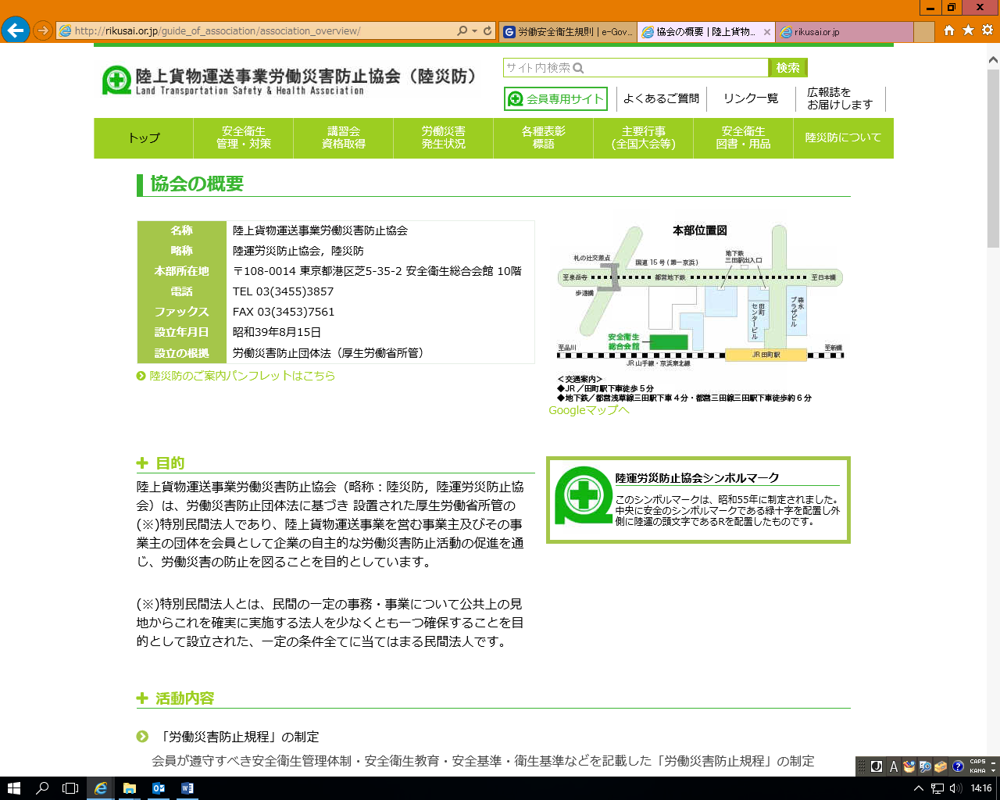 http://rikusai.or.jp/guide_of_association/association_overview/
労働安全衛生規則 | e-Gov...
協会の概要 | 陸上貨物...
rikusai.or.jp
陸上貨物運送事業労働災害防止協会（陸災防）
Land Transportation Safety & Health Association
サイト内検索
検索
会員専用サイト
よくあるご質問
リンク一覧
広報誌を
お届けします
トップ
安全衛生
管理・対策
講習会
資格取得
労働災害
発生状況
各種表彰
標語
主要行事
(全国大会等)
安全衛生
図書・用品
陸災防について
協会の概要
名称 陸上貨物運送事業労働災害防止協会
略称 陸運労災防止協会，陸災防
本部所在地 〒108-0014 東京都港区芝5-35-2 安全衛生総合会館 10階
電話 TEL 03(3455)3857
ファックス FAX 03(3453)7561
設立年月日 昭和39年8月15日
設立の根拠 労働災害防止団体法（厚生労働省所管）
陸災防のご案内パンフレットはこちら
本部位置図
札の辻交差点
国道15号(第一京浜)
地下鉄
三田駅出入口
至泉岳寺
都営地下鉄
至日本橋
歩道橋
田町
センタービル
森永
プラザビル
安全衛生
総合会館
至品川
至新橋
JR山手線・京浜東北線
JR田町駅
＜交通案内＞
◆JR／田町駅下車徒歩５分
◆地下鉄／都営浅草線三田駅下車４分・都営三田線三田駅下車徒歩約６分
Googleマップへ
目的
陸上貨物運送事業労働災害防止協会（略称：陸災防，陸運労災防止協
会）は、労働災害防止団体法に基づき 設置された厚生労働省所管の
(※)特別民間法人であり、陸上貨物運送事業を営む事業主及びその事
業主の団体を会員として企業の自主的な労働災害防止活動の促進を通
じ、労働災害の防止を図ることを目的としています。
(※)特別民間法人とは、民間の一定の事務・事業について公共上の見
地からこれを確実に実施する法人を少なくとも一つ確保することを目
的として設立された、一定の条件全てに当てはまる民間法人です。
陸運労災防止協会シンボルマーク
このシンボルマークは、昭和55年に制定されました。
中央に安全のシンボルマークである緑十字を配置し外
側に陸運の頭文字であるRを配置したものです。
活動内容
「労働災害防止規程」の制定
会員が遵守すべき安全衛生管理体制・安全衛生教育・安全基準・衛生基準などを記載した「労働災害防止規程」の制定
A
CAPS
KANA
14:16